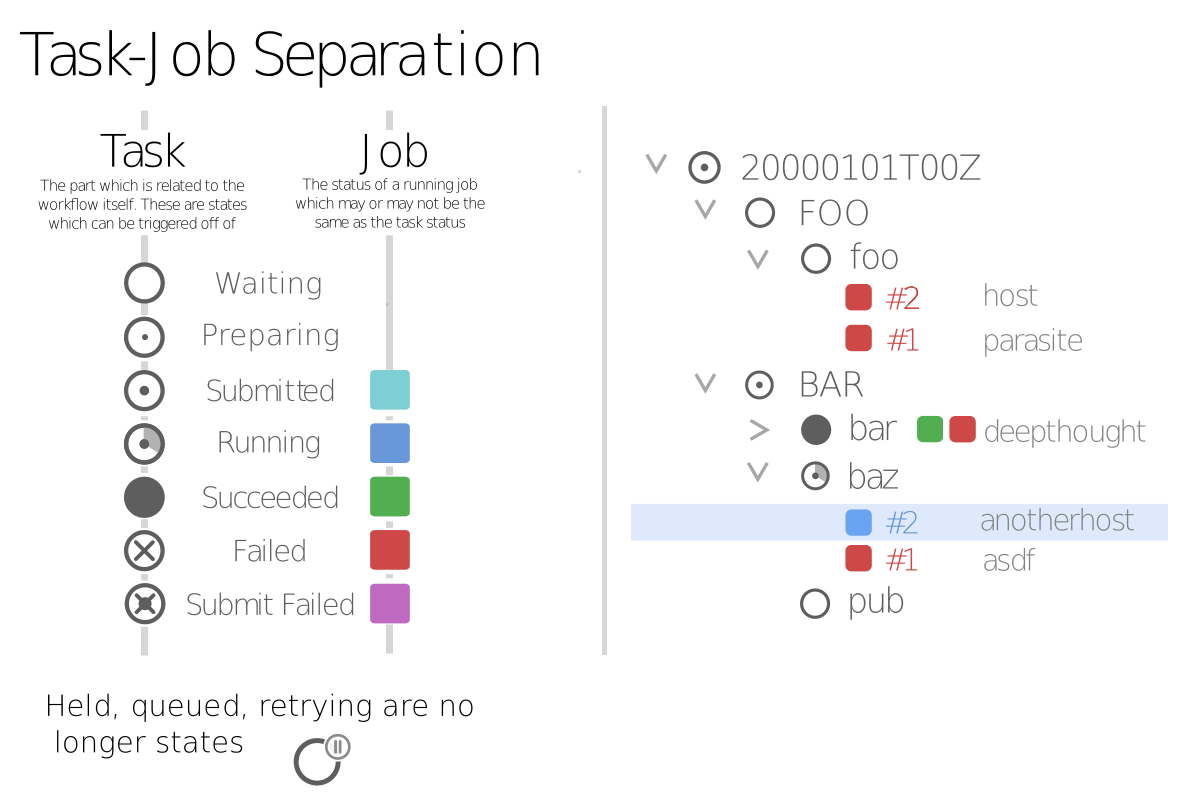 Task-Job Separation
Task
The part which is related to the
workflow itself. These are states
which can be triggered off of
Job
The status of a running job
which may or may not be the
same as the task status
Waiting
Preparing
Submitted
Running
Succeeded
Failed
Submit Failed
Held, queued, retrying are no
longer states
20000101T00Z
FOO
foo
#2 host
#1 parasite
BAR
bar deepthought
baz
#2 anotherhost
#1 asdf
pub